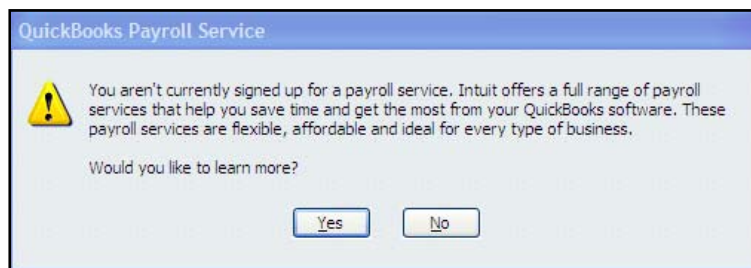 QuickBooks Payroll Service
You aren't currently signed up for a payroll service. Intuit offers a full range of payroll
services that help you save time and get the most from your QuickBooks software. These
payroll services are flexible, affordable and ideal for every type of business.
Would you like to learn more?
Yes No